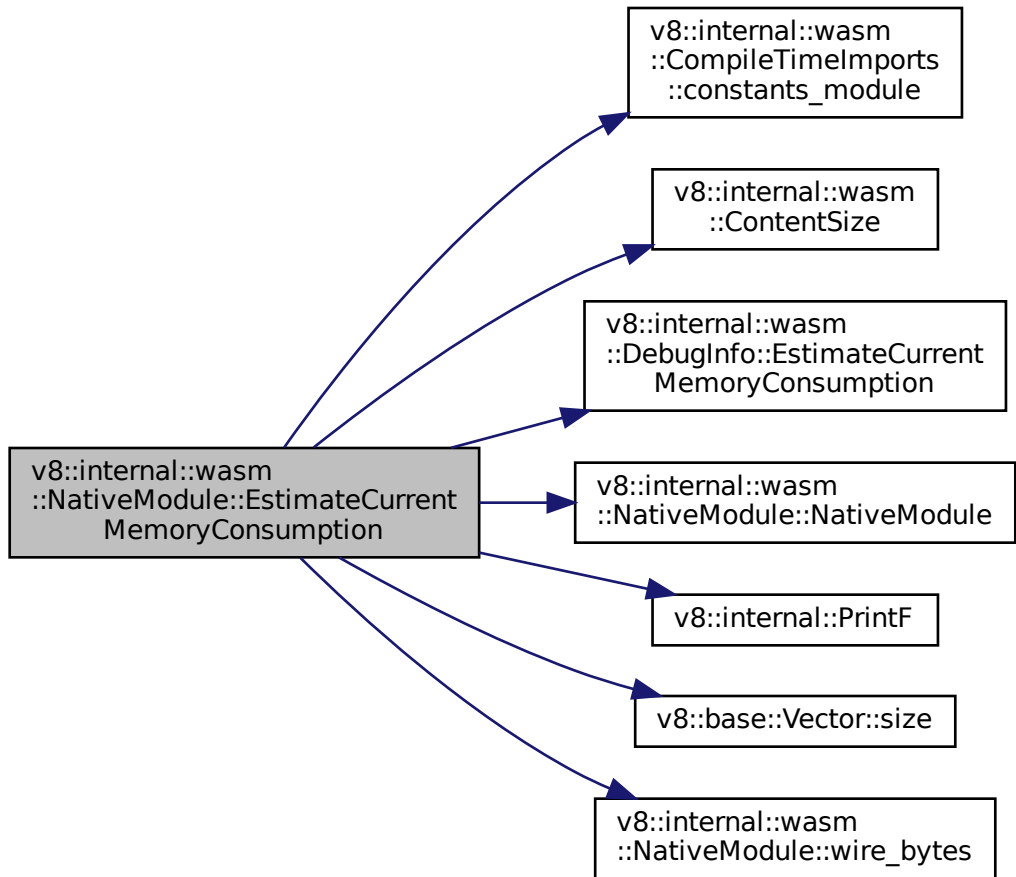 v8::internal::wasm
::CompileTimeImports
::constants_module
v8::internal::wasm
::ContentSize
v8::internal::wasm
::DebugInfo::EstimateCurrent
MemoryConsumption
v8::internal::wasm
::NativeModule::EstimateCurrent
MemoryConsumption
v8::internal::wasm
::NativeModule::NativeModule
v8::internal::PrintF
v8::base::Vector::size
v8::internal::wasm
::NativeModule::wire_bytes